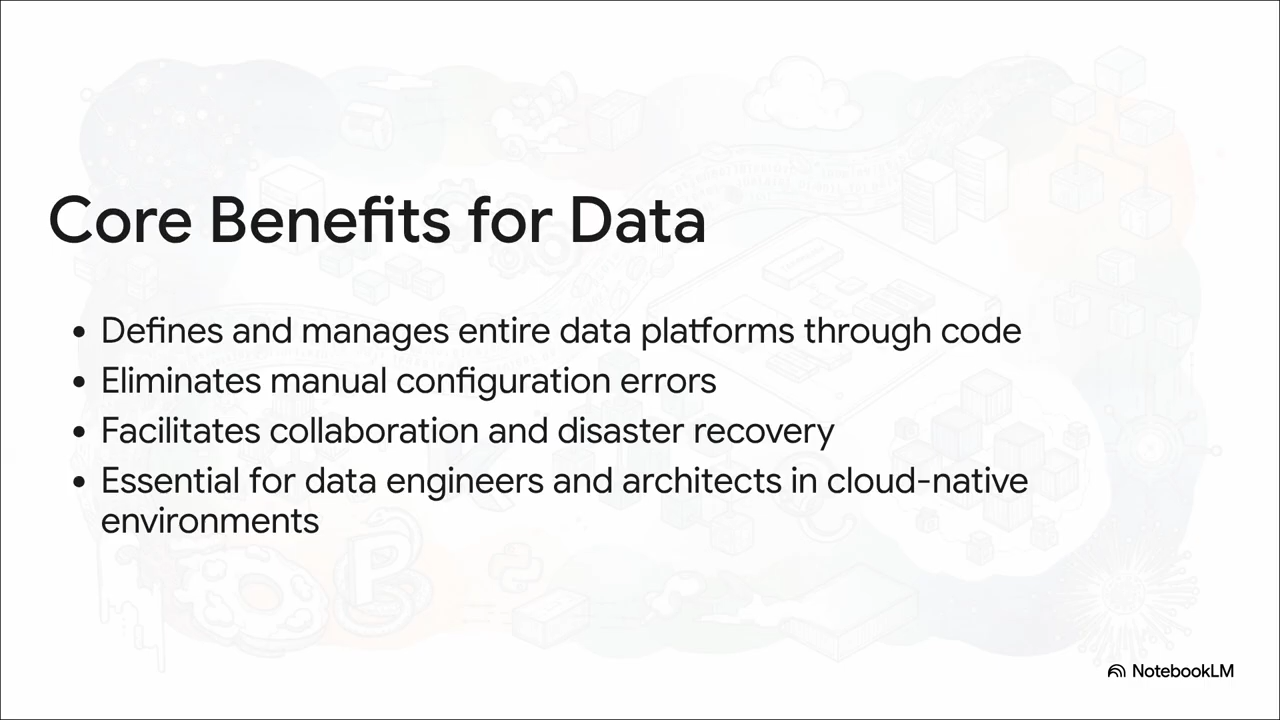 Core Benefits for Data
• Defines and manages entire data platforms through code
• Eliminates manual configuration errors
• Facilitates collaboration and disaster recovery
• Essential for data engineers and architects in cloud-native
environments
NotebookLM